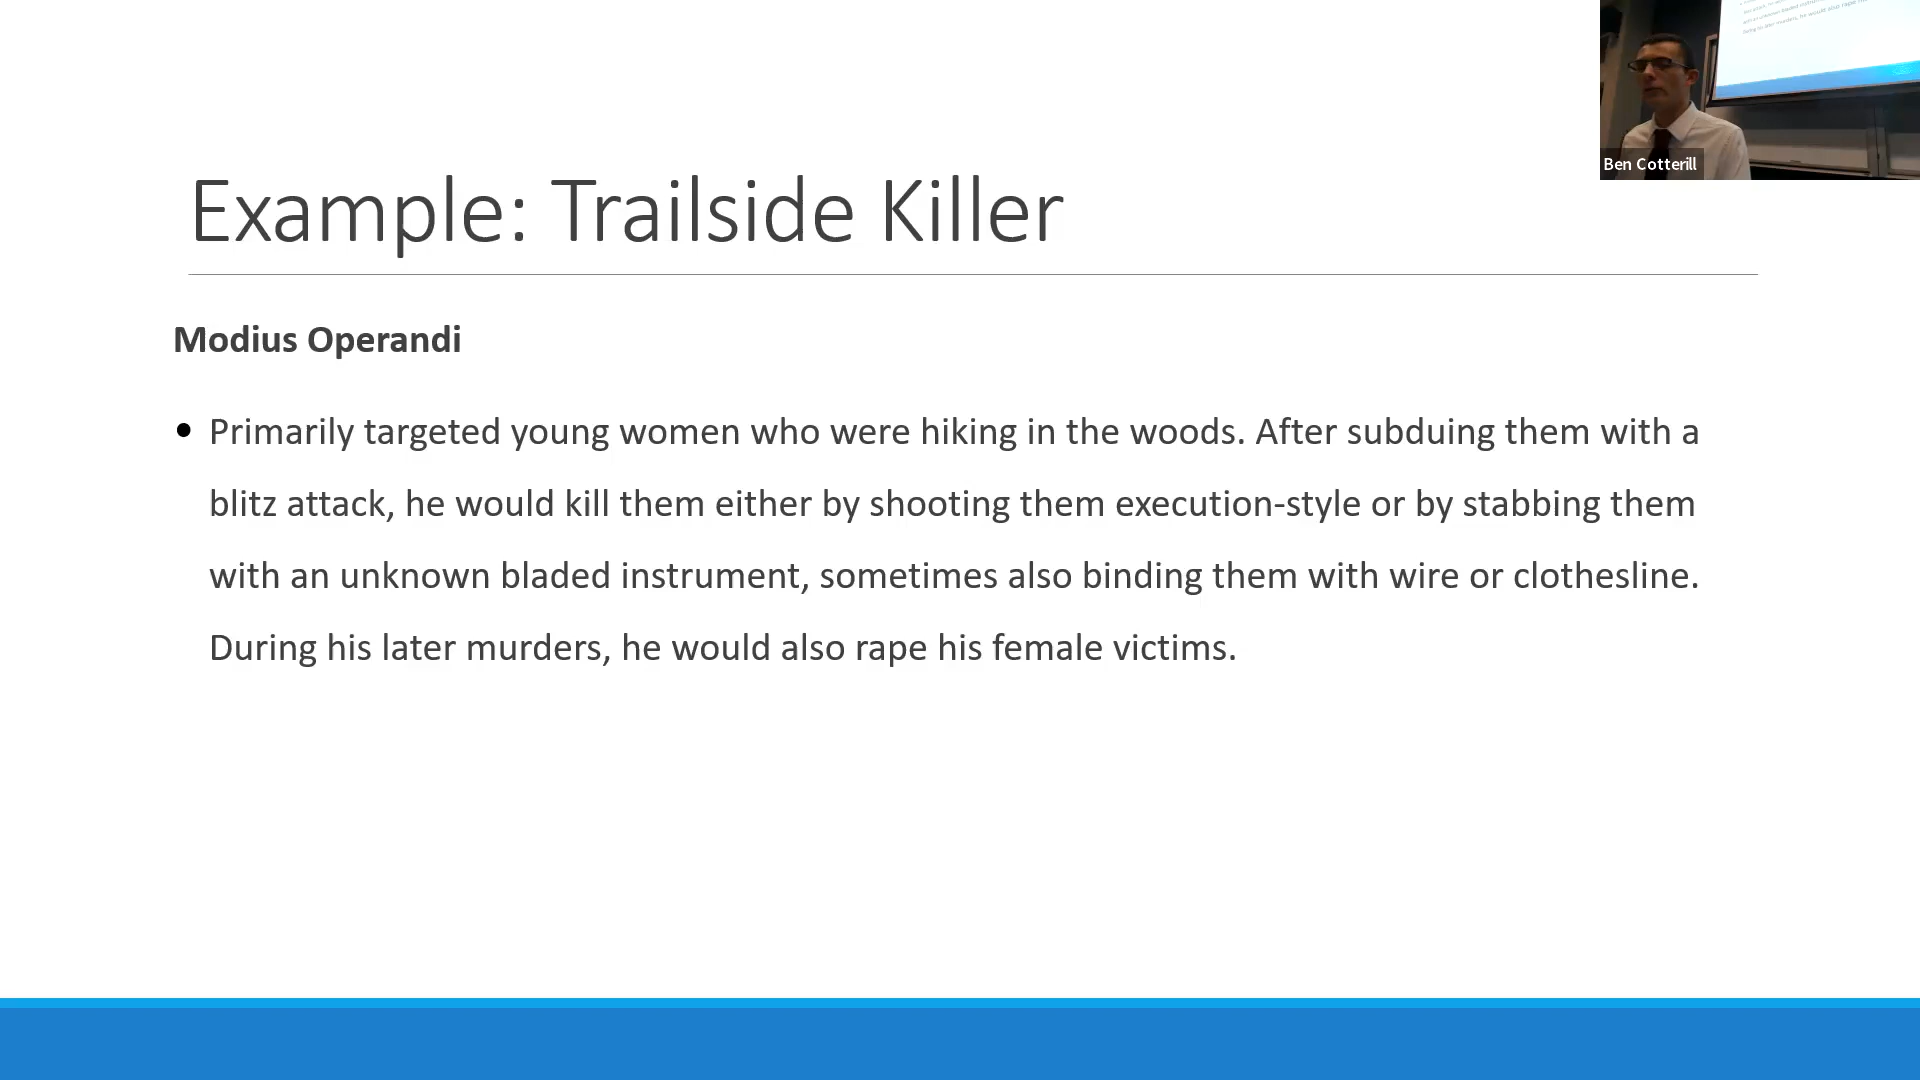 Ben Cotterill
Example: Trailside Killer
Modius Operandi
• Primarily targeted young women who were hiking in the woods. After subduing them with a
blitz attack, he would kill them either by shooting them execution-style or by stabbing them
with an unknown bladed instrument, sometimes also binding them with wire or clothesline.
During his later murders, he would also rape his female victims.